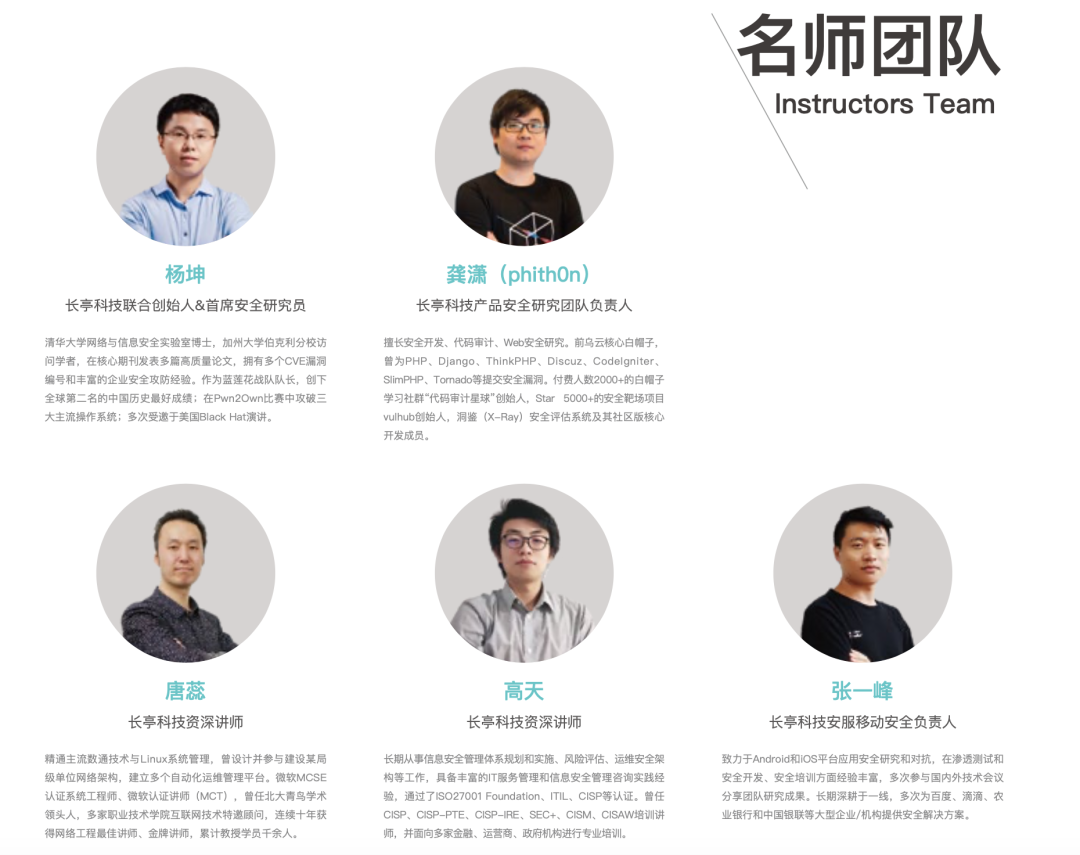 名师团队
Instructors Team
杨坤
长亭科技联合创始人&首席安全研究员
清华大学网络与信息安全实验室博士，加州大学伯克利分校访
问学者，在核心期刊发表多篇高质量论文，拥有多个CVE漏洞
编号和丰富的企业安全攻防经验。作为蓝莲花战队队长，创下
全球第二名的中国历史最好成绩；在Pwn2Own比赛中攻破三
大主流操作系统；多次受邀于美国Black Hat演讲。
龚潇（phith0n）
长亭科技产品安全研究团队负责人
擅长安全开发、代码审计、Web安全研究。前乌云核心白帽子，
曾为PHP、Django、ThinkPHP、Discuz、CodeIgniter、
SlimPHP、Tornado等提交安全漏洞。付费人数2000+的白帽子
学习社群“代码审计星球”创始人，Star 5000+的安全靶场项目
vulhub创始人，洞鉴（X-Ray）安全评估系统及其社区版核心
开发成员。
唐蕊
长亭科技资深讲师
精通主流数通技术与Linux系统管理，曾设计并参与建设某局
级单位网络架构，建立多个自动化运维管理平台。微软MCSE
认证系统工程师、微软认证讲师（MCT），曾任北大青鸟学术
领头人，多家职业技术学院互联网技术特邀顾问，连续十年获
得网络工程最佳讲师、金牌讲师，累计教授学员千余人。
高天
长亭科技资深讲师
长期从事信息安全管理体系规划和实施、风险评估、运维安全架
构等工作，具备丰富的IT服务管理和信息安全管理咨询实践经
验，通过了ISO27001 Foundation、ITIL、CISP等认证。曾任
CISP、CISP-PTE、CISP-IRE、SEC+、CISM、CISAW培训讲
师，并面向多家金融、运营商、政府机构进行专业培训。
张一峰
长亭科技安服移动安全负责人
致力于Android和iOS平台应用安全研究和对抗，在渗透测试和
安全开发、安全培训方面经验丰富，多次参与国内外技术会议
分享团队研究成果。长期深耕于一线，多次为百度、滴滴、农
业银行和中国银联等大型企业/机构提供安全解决方案。